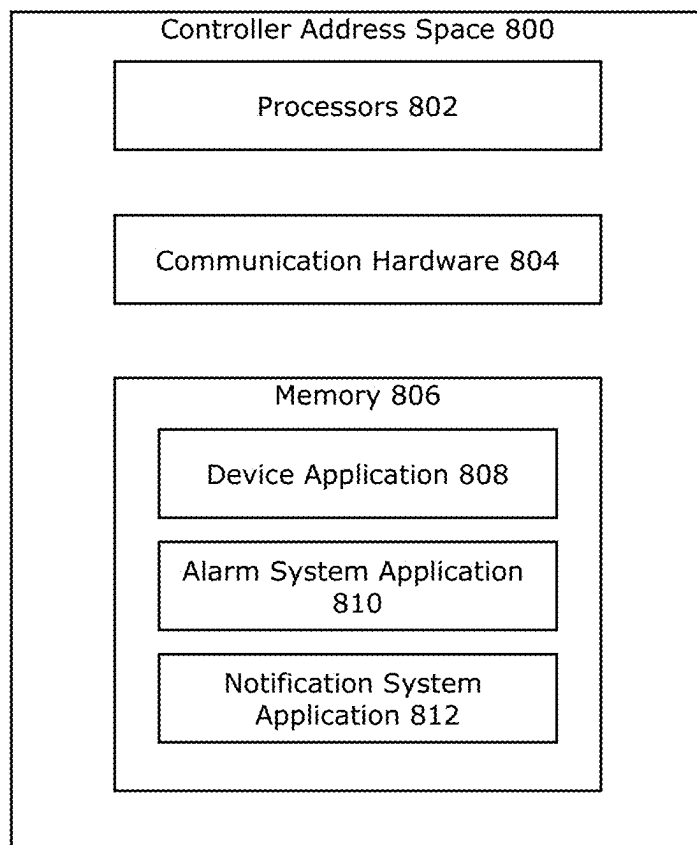 Controller Address Space 800
Processors 802
Communication Hardware 804
Memory 806
Device Application 808
Alarm System Application
810
Notification System
Application 812